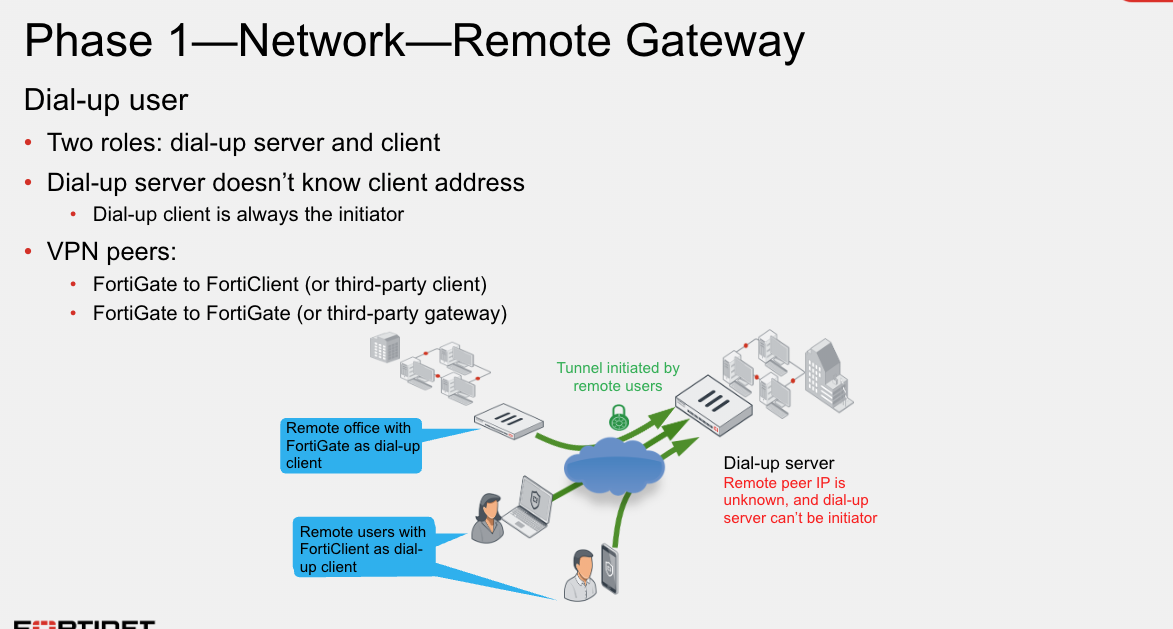 Phase 1—Network—Remote Gateway
Dial-up user
• Two roles: dial-up server and client
• Dial-up server doesn’t know client address
• Dial-up client is always the initiator
• VPN peers:
• FortiGate to FortiClient (or third-party client)
• FortiGate to FortiGate (or third-party gateway)
Tunnel initiated by
remote users
Remote office with
FortiGate as dial-up
client
Dial-up server
Remote peer IP is
unknown, and dial-up
server can’t be initiator
Remote users with
FortiClient as dial-
up client
FORTINET